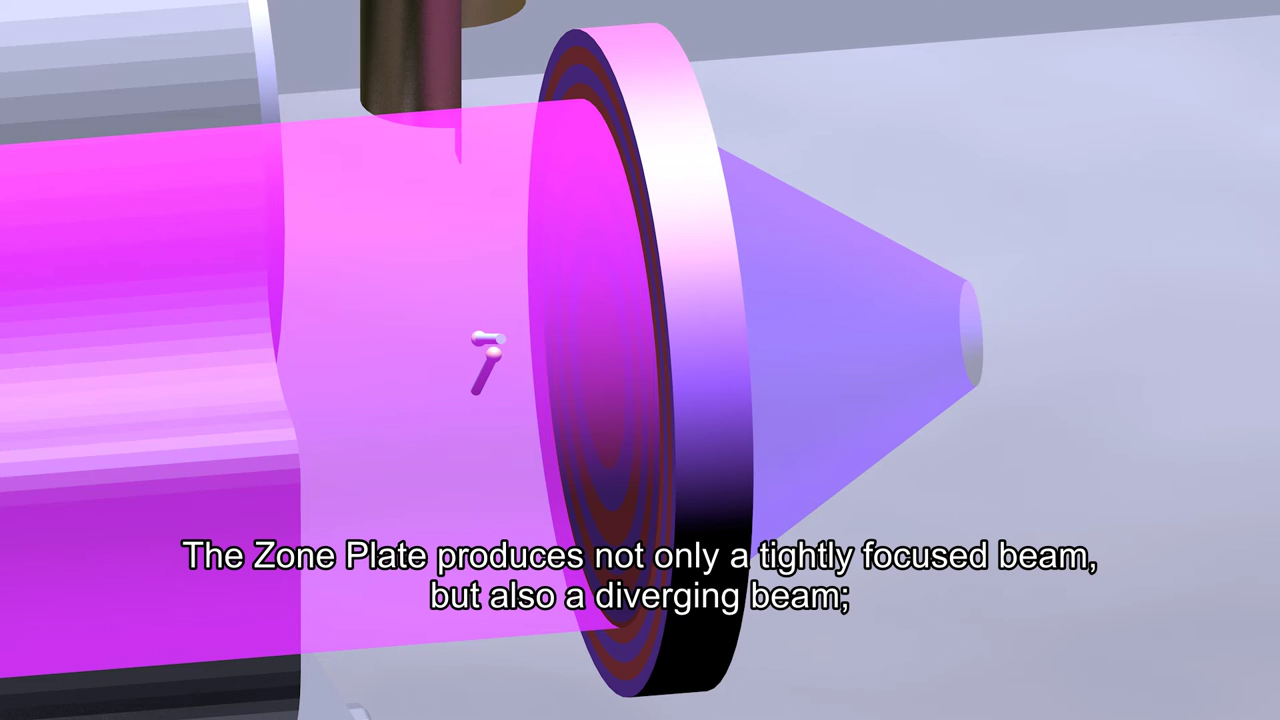 The Zone Plate produces not only a tightly focused beam,
but also a diverging beam;